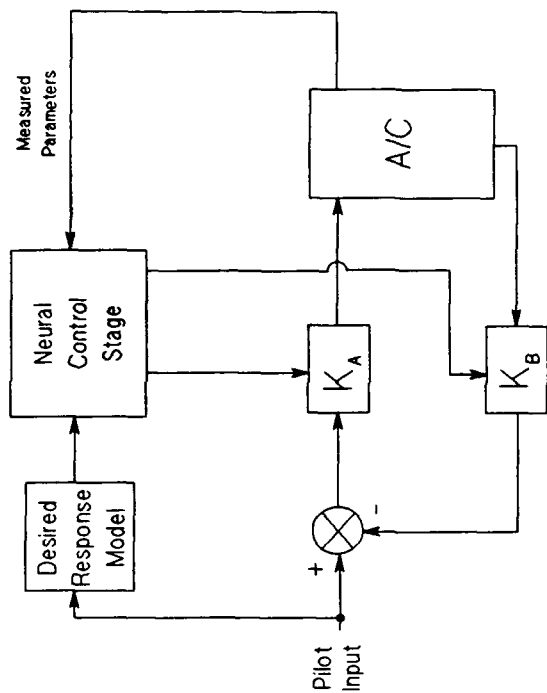 Measured
Parameters
Neural
Control
Stage
Desired
Response
Model
A/C
K_A
K_B
+
-
Pilot
Input